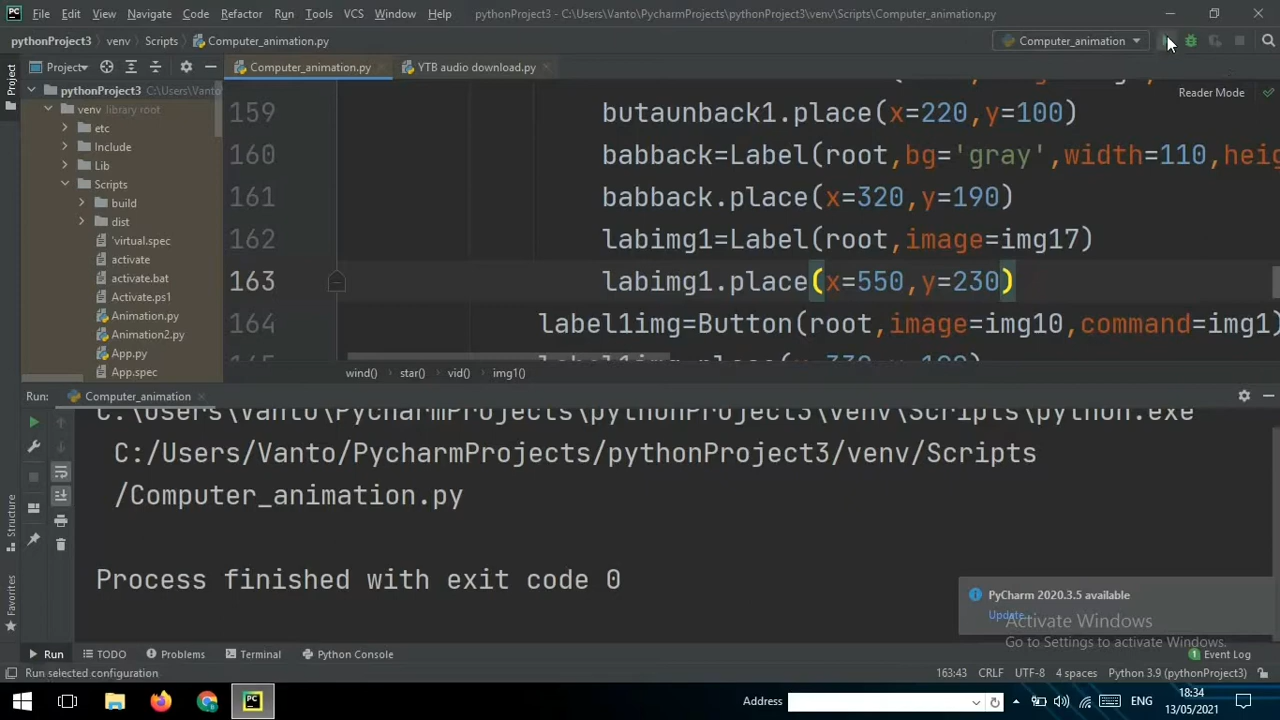 File Edit View Navigate Code Refactor Run Tools VCS Window Help pythonProject3 - C:\Users\Vanto\PycharmProjects\pythonProject3\venv\Scripts\Computer_animation.py
pythonProject3 venv Scripts Computer_animation.py Computer_animation
Project Computer_animation.py YTB audio download.py
Project
pythonProject3 C:\Users\Vanto
Reader Mode
venv library root
etc
Include
Lib
Scripts
build
dist
'virtual.spec
activate
activate.bat
Activate.ps1
Animation.py
Animation2.py
App.py
App.spec
159 butaunback1.place(x=220,y=100)
160 babback=Label(root,bg='gray',width=110,heig
161 babback.place(x=320,y=190)
162 labimg1=Label(root,image=img17)
163 labimg1.place(x=550,y=230)
164 label1img=Button(root,image=img10,command=img1)
165
wind() star() vid() img1()
Run: Computer_animation
C:\Users\Vanto\PycharmProjects\pythonProject3\venv\Scripts\python.exe
C:/Users/Vanto/PycharmProjects/pythonProject3/venv/Scripts
/Computer_animation.py
Process finished with exit code 0
Structure
Favorites
PyCharm 2020.3.5 available
Update...
Activate Windows
Go to Settings to activate Windows.
Run TODO Problems Terminal Python Console 1 Event Log
Run selected configuration 163:43 CRLF UTF-8 4 spaces Python 3.9 (pythonProject3)
Address ENG 18:34
13/05/2021